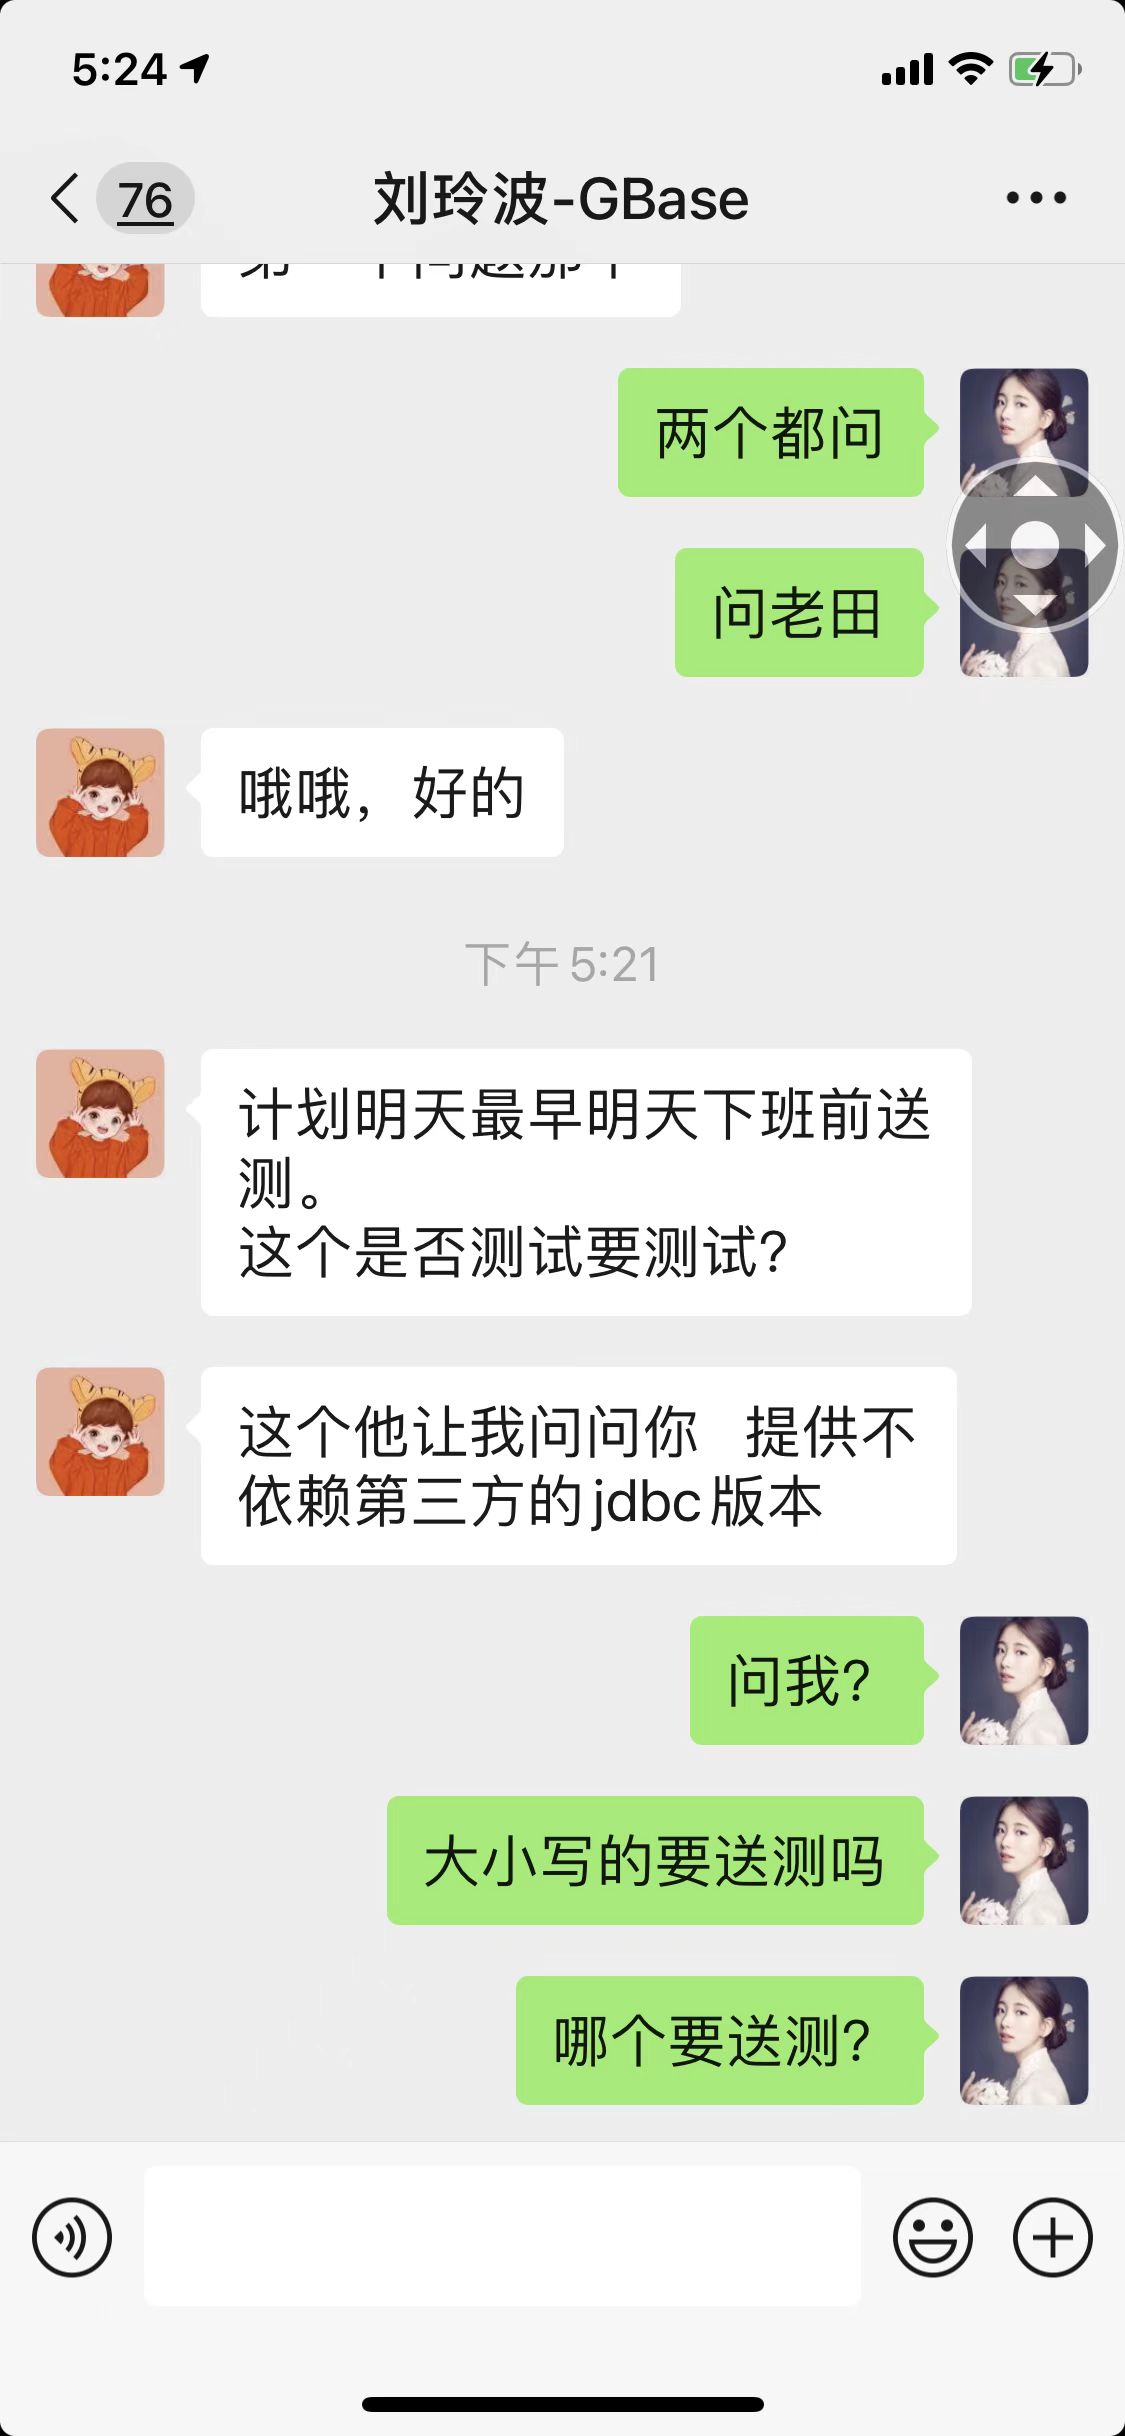 5:24
76
刘玲波-GBase
两个都问
问老田
哦哦，好的
下午 5:21
计划明天最早明天下班前送
测。
这个是否测试要测试?
这个他让我问问你 提供不
依赖第三方的jdbc版本
问我?
大小写的要送测吗
哪个要送测?